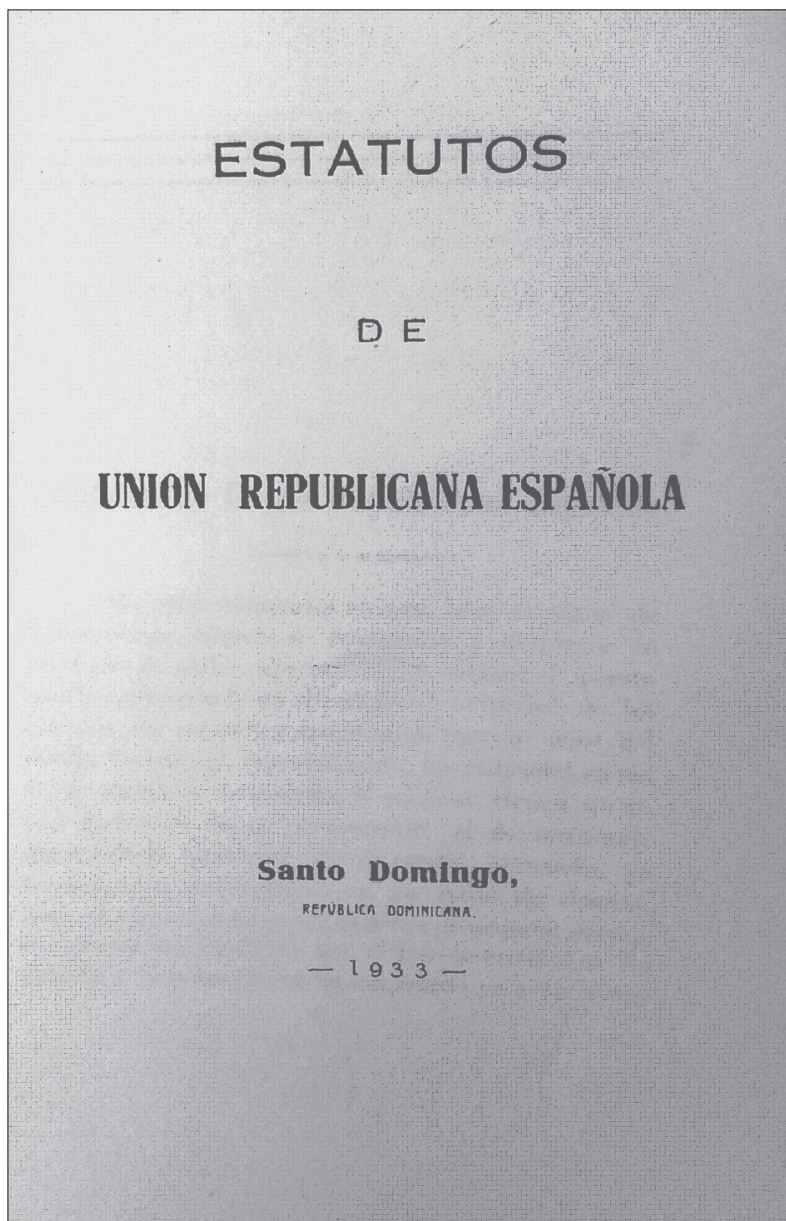 ESTATUTOS
DE
UNION REPUBLICANA ESPAÑOLA
Santo Domingo,
REPÚBLICA DOMINICANA.
— 1933 —